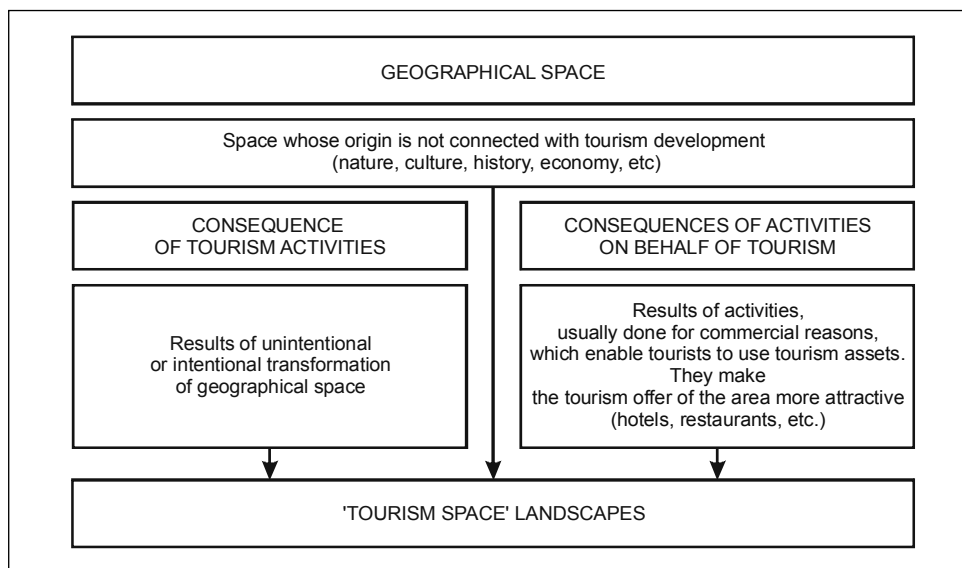 GEOGRAPHICAL SPACE
Space whose origin is not connected with tourism development
(nature, culture, history, economy, etc)
CONSEQUENCE
OF TOURISM ACTIVITIES
CONSEQUENCES OF ACTIVITIES
ON BEHALF OF TOURISM
Results of unintentional
or intentional transformation
of geographical space
Results of activities,
usually done for commercial reasons,
which enable tourists to use tourism assets.
They make
the tourism offer of the area more attractive
(hotels, restaurants, etc.)
'TOURISM SPACE' LANDSCAPES